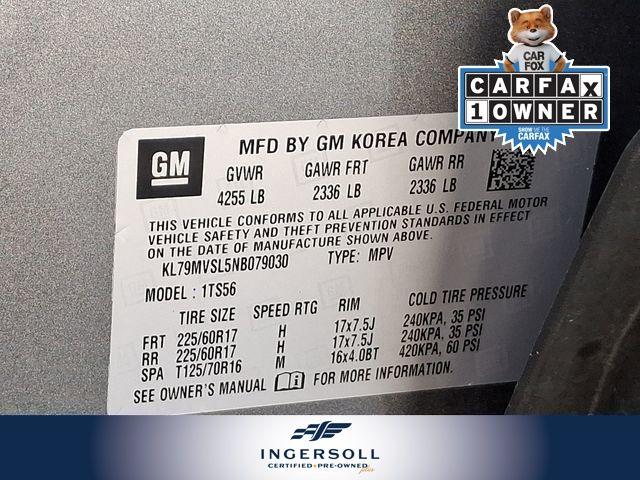 CAR
FOX
CARFAX
1 OWNER
SHOW ME THE
CARFAX
GM
MFD BY GM KOREA COMPANY
GVWR GAWR FRT GAWR RR
4255 LB 2336 LB 2336 LB
THIS VEHICLE CONFORMS TO ALL APPLICABLE U.S. FEDERAL MOTOR
VEHICLE SAFETY AND THEFT PREVENTION STANDARDS IN EFFECT
ON THE DATE OF MANUFACTURE SHOWN ABOVE.
KL79MVSL5NB079030 TYPE: MPV
MODEL: 1TS56
TIRE SIZE SPEED RTG RIM COLD TIRE PRESSURE
FRT 225/60R17 H 17x7.5J 240KPA, 35 PSI
RR 225/60R17 H 17x7.5J 240KPA, 35 PSI
SPA T125/70R16 M 16x4.0BT 420KPA, 60 PSI
SEE OWNER'S MANUAL FOR MORE INFORMATION.
INGERSOLL
CERTIFIED PRE-OWNED plus